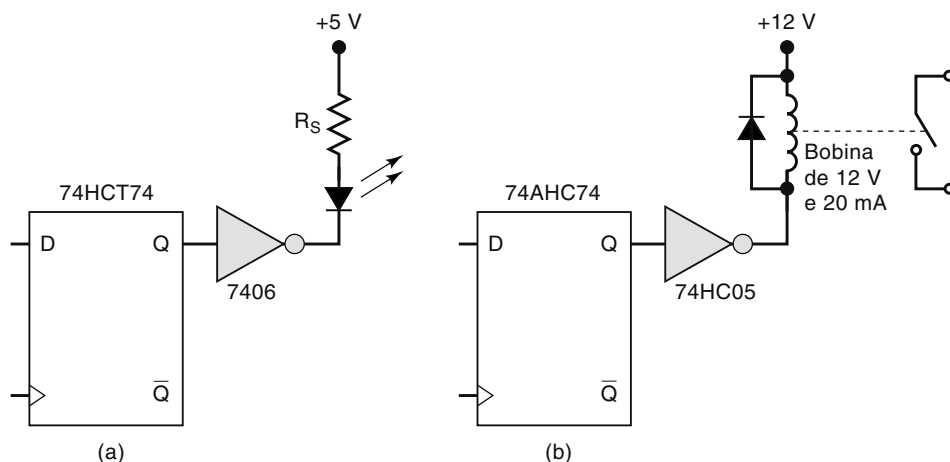 +5 V
R_S
74HCT74
D
Q
7406
Q̅
(a)
+12 V
Bobina
de 12 V
e 20 mA
74AHC74
D
Q
74HC05
Q̅
(b)